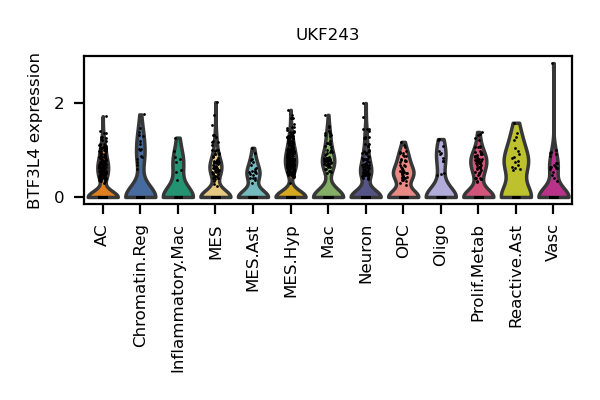 UKF243
BTF3L4 expression
2
0
AC
Chromatin.Reg
Inflammatory.Mac
MES
MES.Ast
MES.Hyp
Mac
Neuron
OPC
Oligo
Prolif.Metab
Reactive.Ast
Vasc